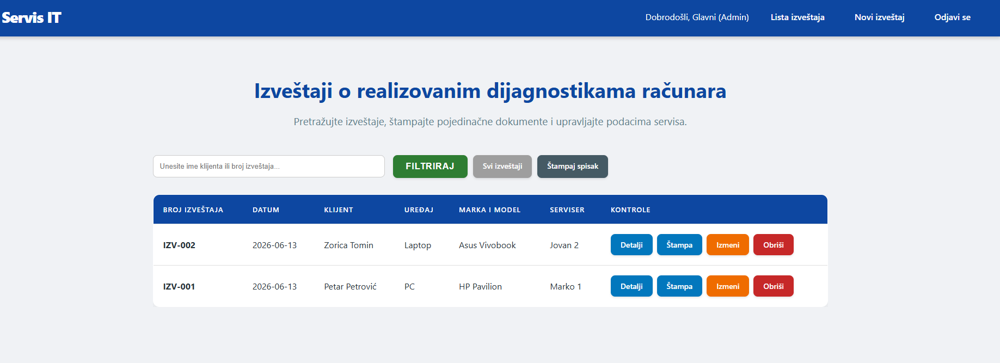 Servis IT
Dobrodošli, Glavni (Admin) Lista izveštaja Novi izveštaj Odjavi se
Izveštaji o realizovanim dijagnostikama računara
Pretražujte izveštaje, štampajte pojedinačne dokumente i upravljajte podacima servisa.
Unesite ime klijenta ili broj izveštaja... FILTRIRAJ Svi izveštaji Štampaj spisak
BROJ IZVEŠTAJA DATUM KLIJENT UREĐAJ MARKA I MODEL SERVISER KONTROLE
IZV-002 2026-06-13 Zorica Tomin Laptop Asus Vivobook Jovan 2 Detalji Štampa Izmeni Obriši
IZV-001 2026-06-13 Petar Petrović PC HP Pavilion Marko 1 Detalji Štampa Izmeni Obriši